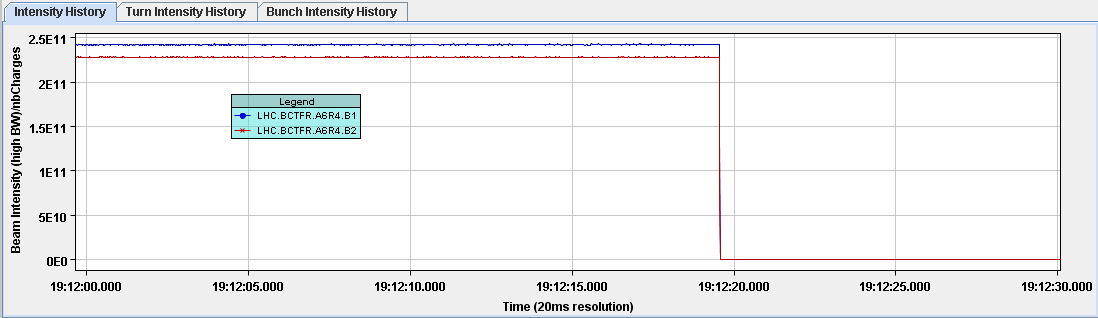 Intensity History Turn Intensity History Bunch Intensity History
Beam Intensity (high BW)/nbCharges
2.5E11
2E11
1.5E11
1E11
5E10
0E0
Legend
LHC.BCTFR.A6R4.B1
LHC.BCTFR.A6R4.B2
19:12:00.000 19:12:05.000 19:12:10.000 19:12:15.000 19:12:20.000 19:12:25.000 19:12:30.000
Time (20ms resolution)